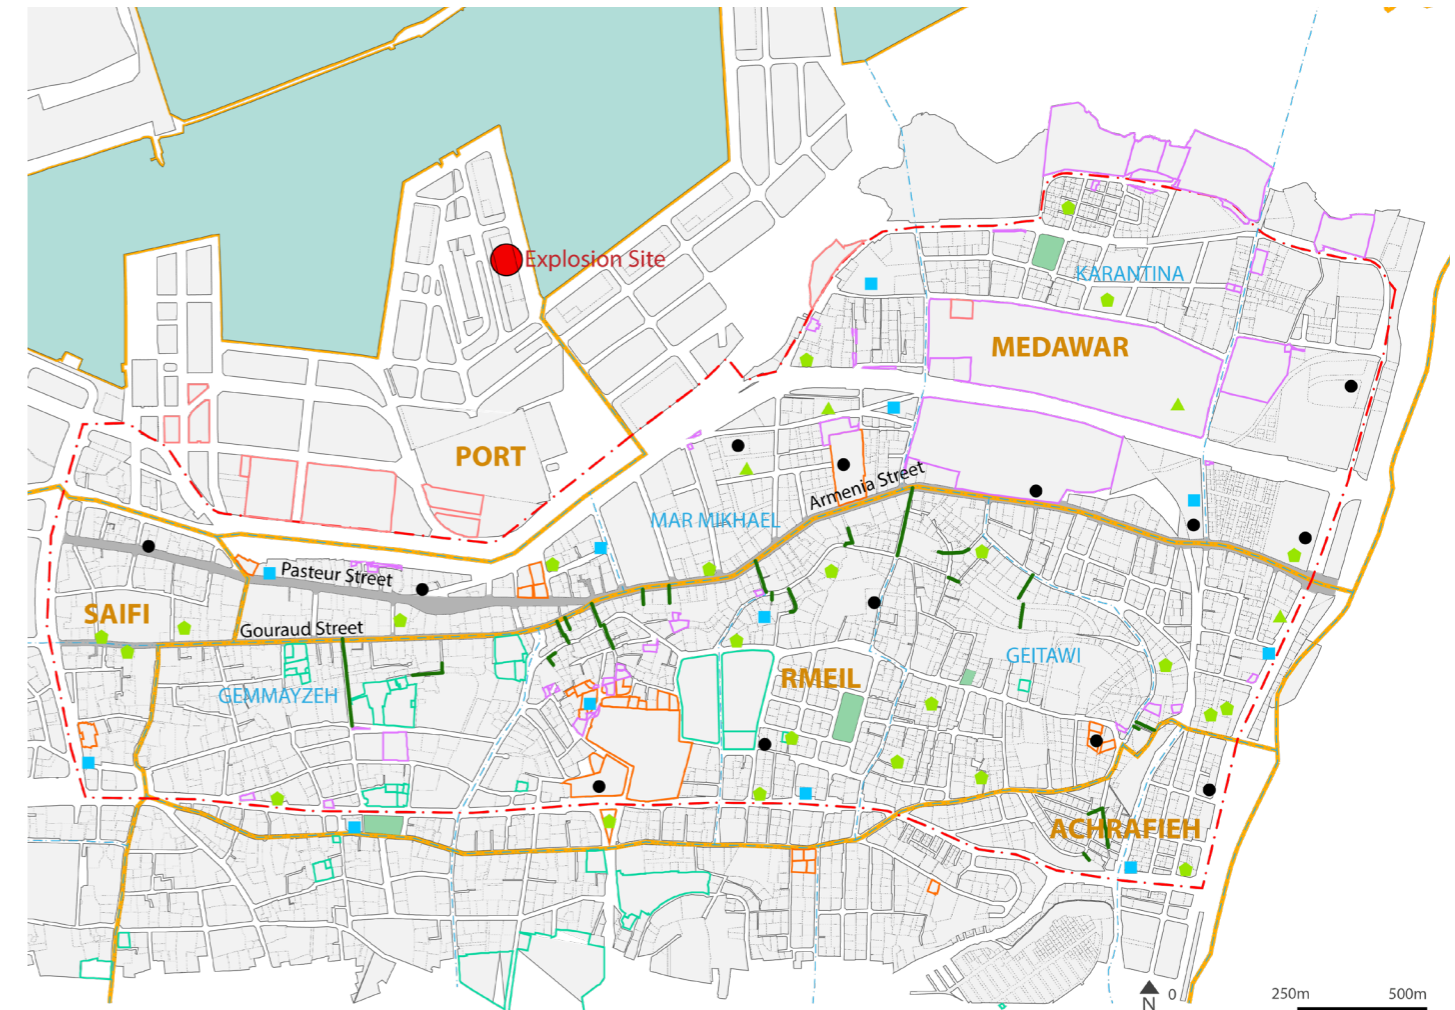 Explosion Site
KARANTINA
MEDAWAR
PORT
Armenia Street
MAR MIKHAEL
Pasteur Street
SAIFI
Gouraud Street
GEITAWI
RMEIL
GEMMAYZEH
ACHRAFIEH
N
0
250m
500m